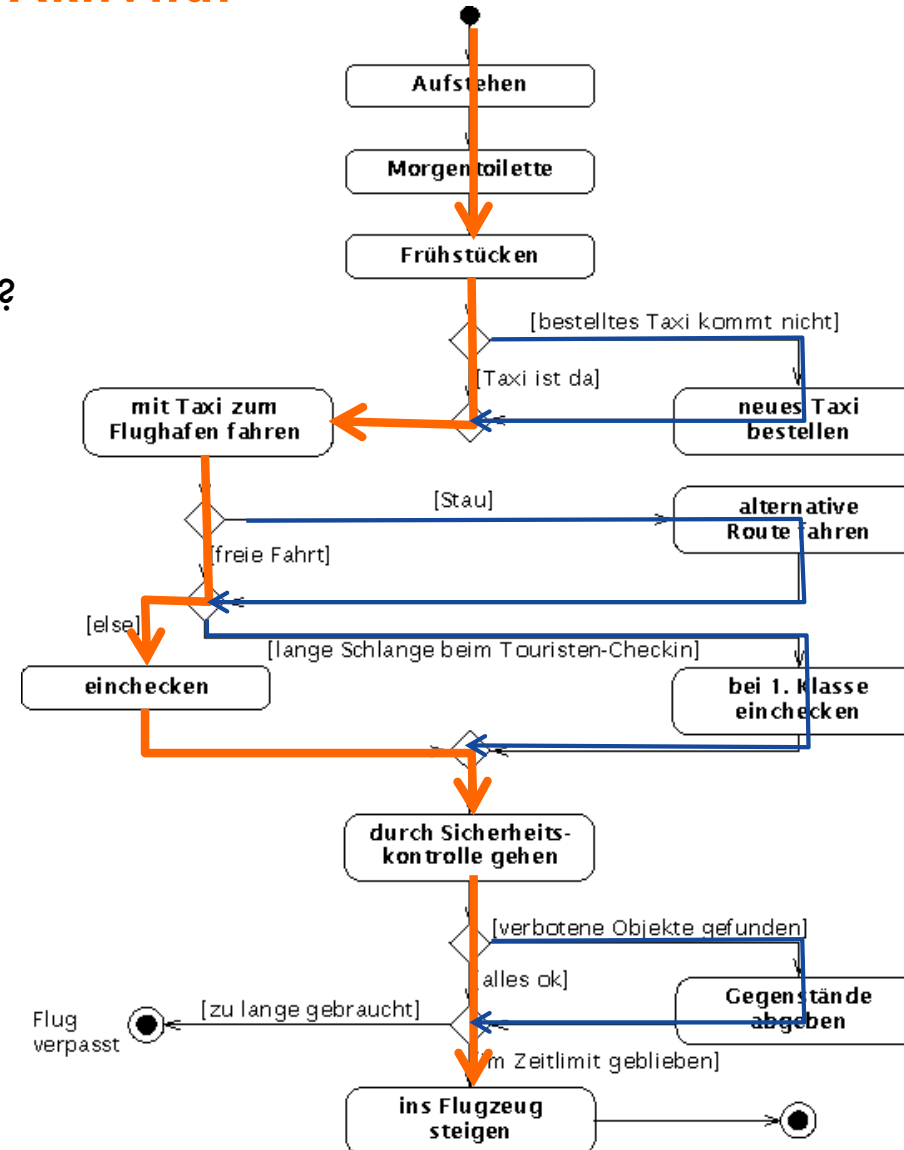 Aufstehen
Morgentoilette
Frühstücken
?
[bestelltes Taxi kommt nicht]
[Taxi ist da]
mit Taxi zum
Flughafen fahren
neues Taxi
bestellen
[Stau]
alternative
Route fahren
[freie Fahrt]
[else]
[lange Schlange beim Touristen-Checkin]
einchecken
bei 1. Klasse
einchecken
durch Sicherheits-
kontrolle gehen
[verbotene Objekte gefunden]
[alles ok]
Gegenstände
abgeben
[zu lange gebraucht]
Flug
verpasst
[im Zeitlimit geblieben]
ins Flugzeug
steigen